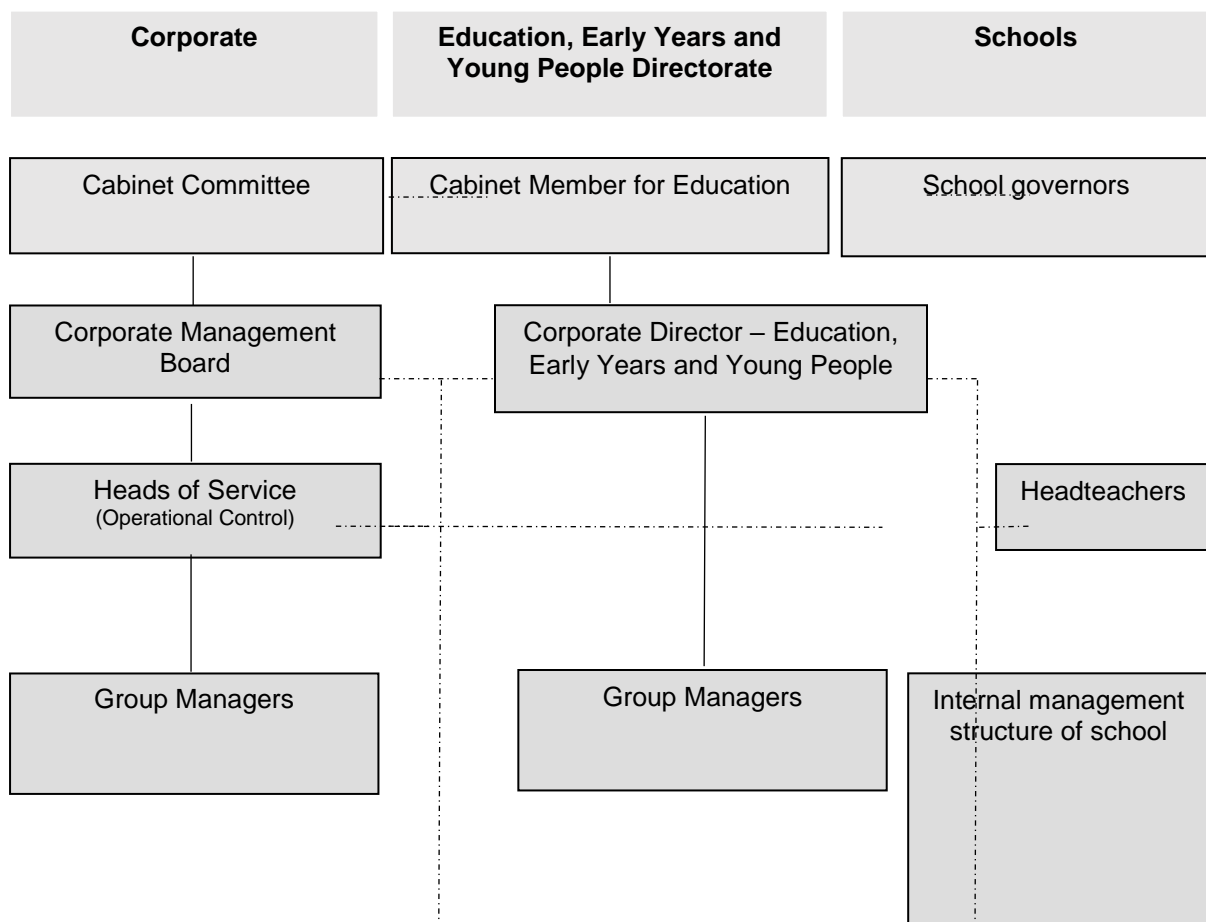 Corporate
Education, Early Years and
Young People Directorate
Schools
Cabinet Committee
Cabinet Member for Education
School governors
Corporate Management
Board
Corporate Director – Education,
Early Years and Young People
Heads of Service
(Operational Control)
Headteachers
Group Managers
Group Managers
Internal management
structure of school